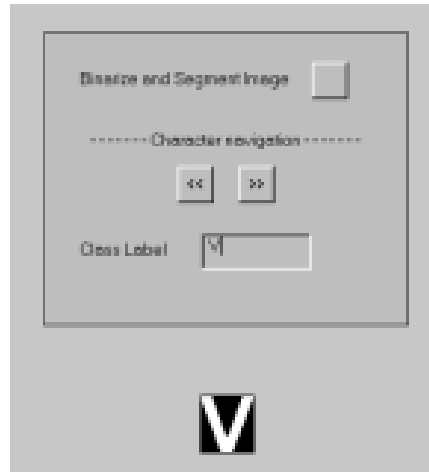 Binarize and Segment Image
-------Character navigation-------
<< >>
Class Label V
V